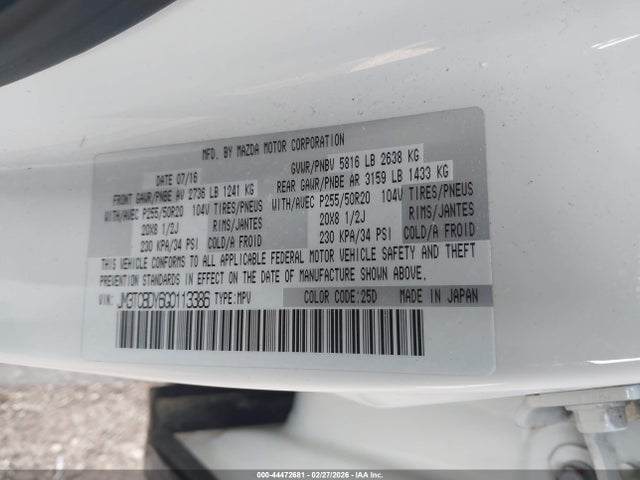 MFD. BY MAZDA MOTOR CORPORATION
DATE 07/16 GVWR/PNBV 5816 LB 2638 KG
FRONT GAWR/PNBE AV 2736 LB 1241 KG REAR GAWR/PNBE AR 3159 LB 1433 KG
WITH/AVEC P255/50R20 104V TIRES/PNEUS WITH/AVEC P255/50R20 104V TIRES/PNEUS
20X8 1/2J RIMS/JANTES 20X8 1/2J RIMS/JANTES
230 KPA/34 PSI COLD/A FROID 230 KPA/34 PSI COLD/A FROID
THIS VEHICLE CONFORMS TO ALL APPLICABLE FEDERAL MOTOR VEHICLE SAFETY AND THEFT
PREVENTION STANDARDS IN EFFECT ON THE DATE OF MANUFACTURE SHOWN ABOVE.
VIN: JM3TCBDY6G0113386 TYPE:MPV COLOR CODE:25D MADE IN JAPAN
000-44472681 - 02/27/2026 - IAA Inc.